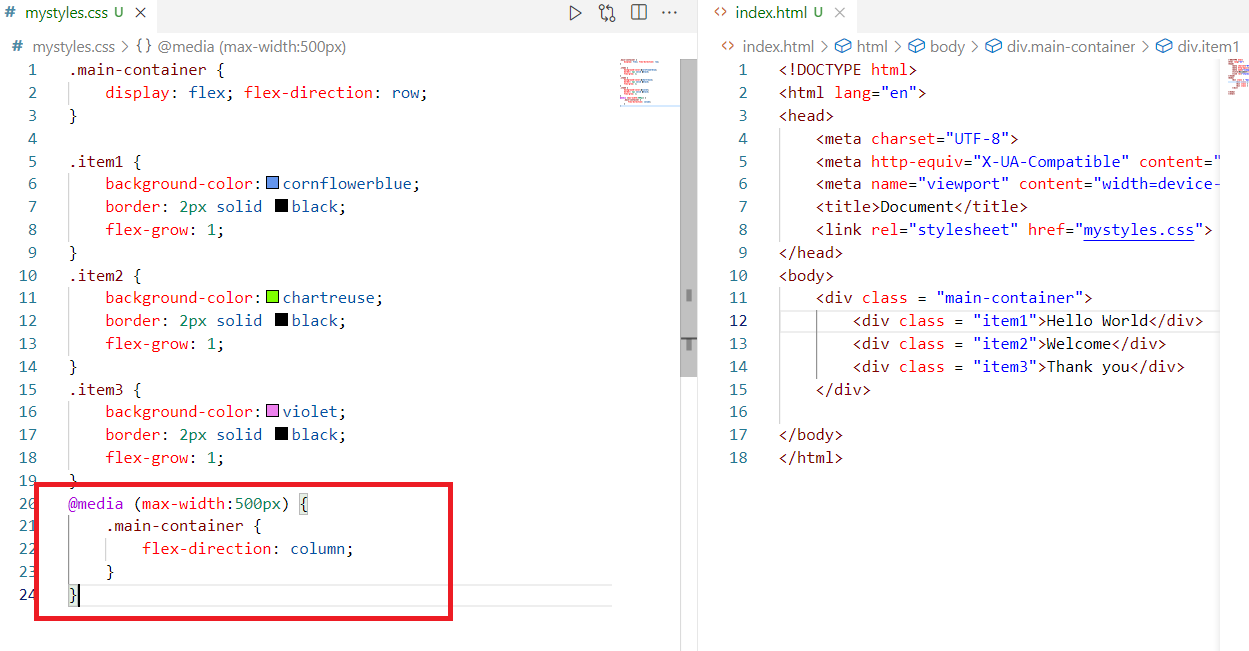 # mystyles.css U ×
# mystyles.css > {} @media (max-width:500px)
1 .main-container {
2 display: flex; flex-direction: row;
3 }
4
5 .item1 {
6 background-color: cornflowerblue;
7 border: 2px solid black;
8 flex-grow: 1;
9 }
10 .item2 {
11 background-color: chartreuse;
12 border: 2px solid black;
13 flex-grow: 1;
14 }
15 .item3 {
16 background-color: violet;
17 border: 2px solid black;
18 flex-grow: 1;
19 }
20 @media (max-width:500px) {
21 .main-container {
22 flex-direction: column;
23 }
24 }
<> index.html U ×
<> index.html > html > body > div.main-container > div.item1
1 <!DOCTYPE html>
2 <html lang="en">
3 <head>
4 <meta charset="UTF-8">
5 <meta http-equiv="X-UA-Compatible" content="
6 <meta name="viewport" content="width=device-
7 <title>Document</title>
8 <link rel="stylesheet" href="mystyles.css">
9 </head>
10 <body>
11 <div class = "main-container">
12 <div class = "item1">Hello World</div>
13 <div class = "item2">Welcome</div>
14 <div class = "item3">Thank you</div>
15 </div>
16
17 </body>
18 </html>